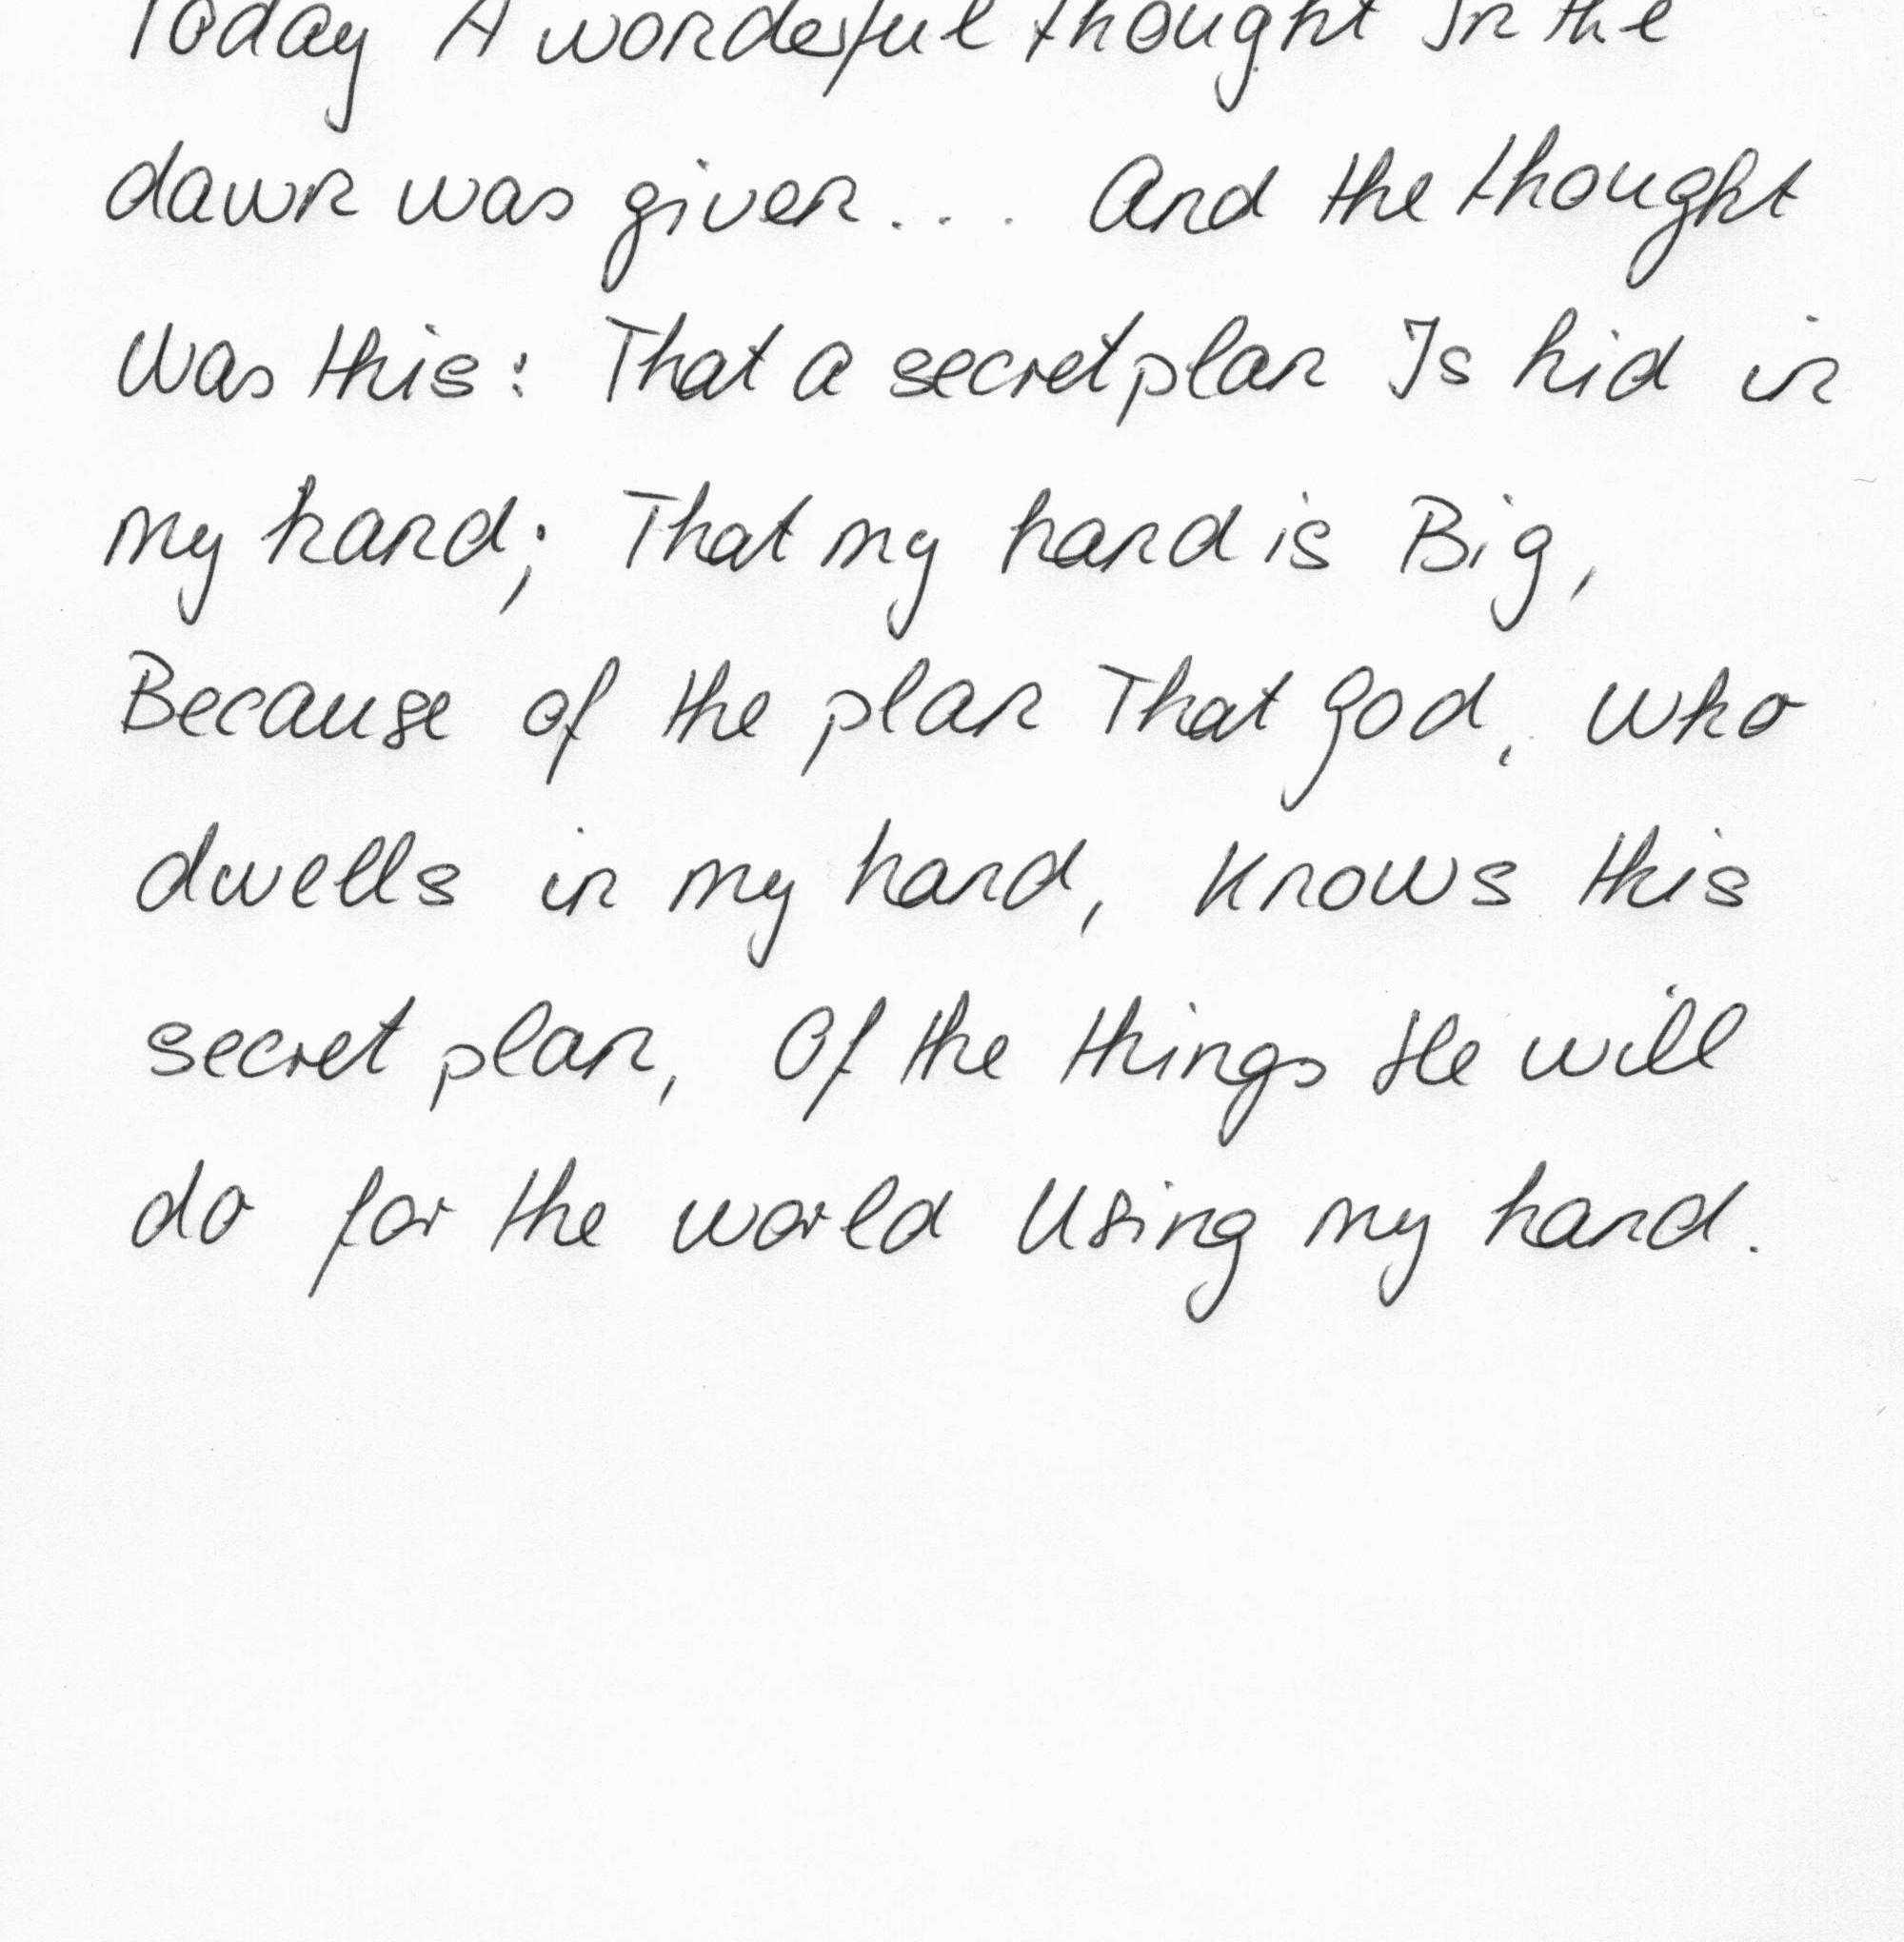 Today A wonderful thought In the
dawn was given... And the thought
Was this: That a secret plan Is hid in
my hand; That my hand is Big,
Because of the plan That God, who
dwells in my hand, Knows this
secret plan, Of the things He will
do for the world Using my hand.